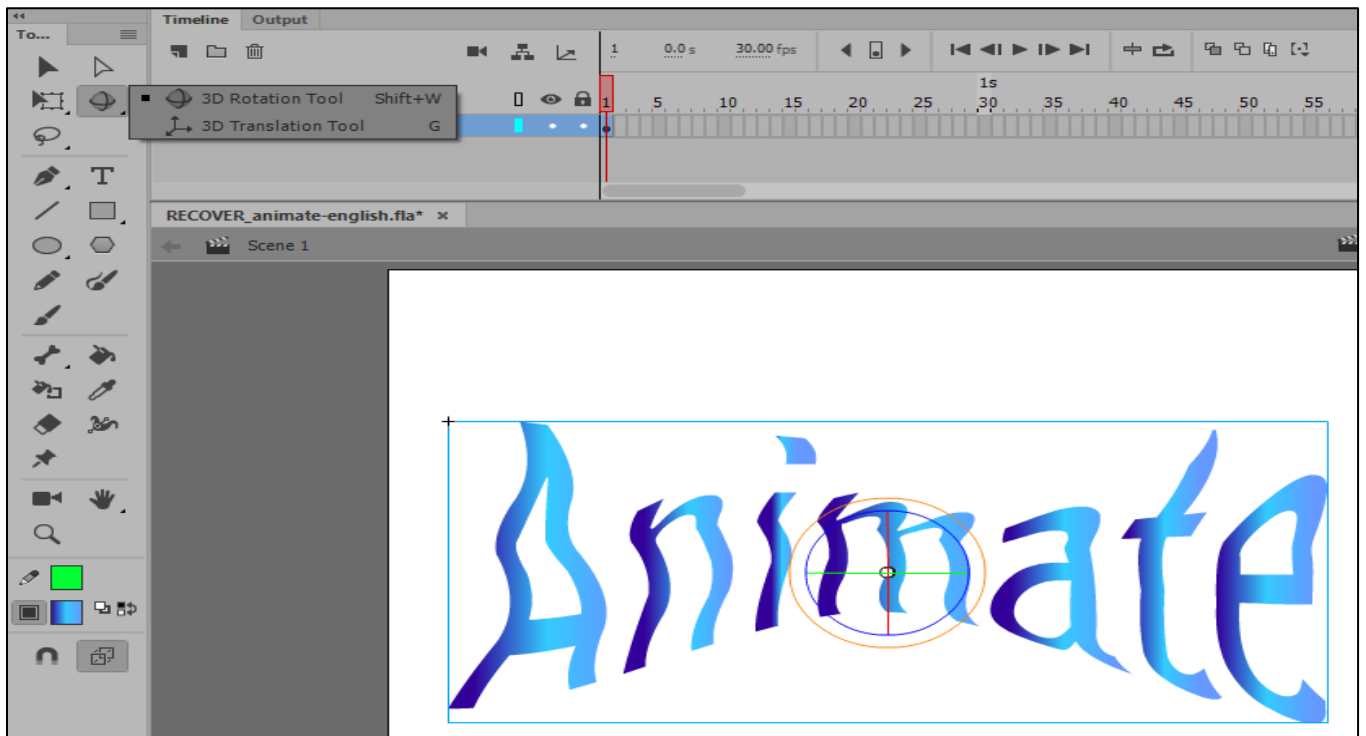 Timeline Output
To...
1 0.0 s 30.00 fps
1s
3D Rotation Tool Shift+W
1 5 10 15 20 25 30 35 40 45 50 55
3D Translation Tool G
T
RECOVER_animate-english.fla* ×
Scene 1
Animate